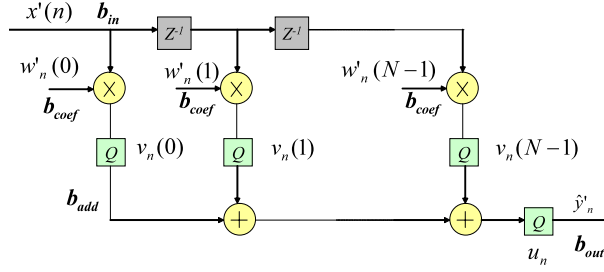 x'(n) b_in
Z⁻¹ Z⁻¹
w'_n(0) w'_n(1) w'_n(N−1)
× × ×
b_coef b_coef b_coef
Q v_n(0) Q v_n(1) Q v_n(N−1)
b_add + + Q ŷ'_n
u_n b_out